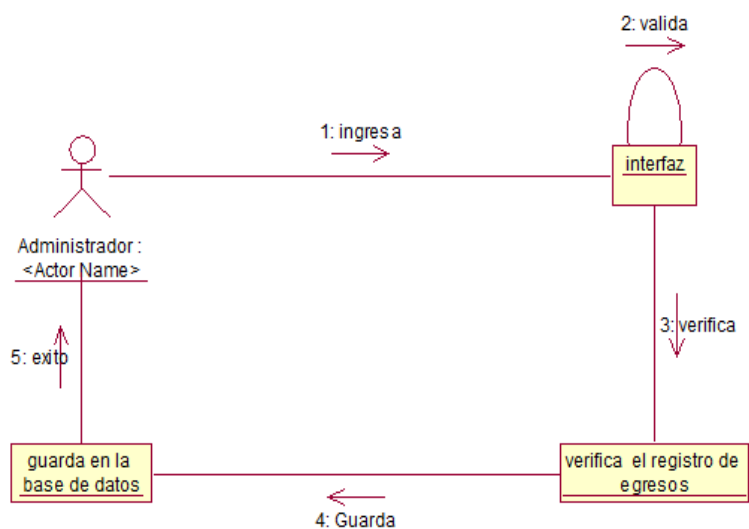 2: valida
1: ingresa
interfaz
Administrador :
<Actor Name>
3: verifica
5: exito
guarda en la
base de datos
verifica el registro de
egresos
4: Guarda